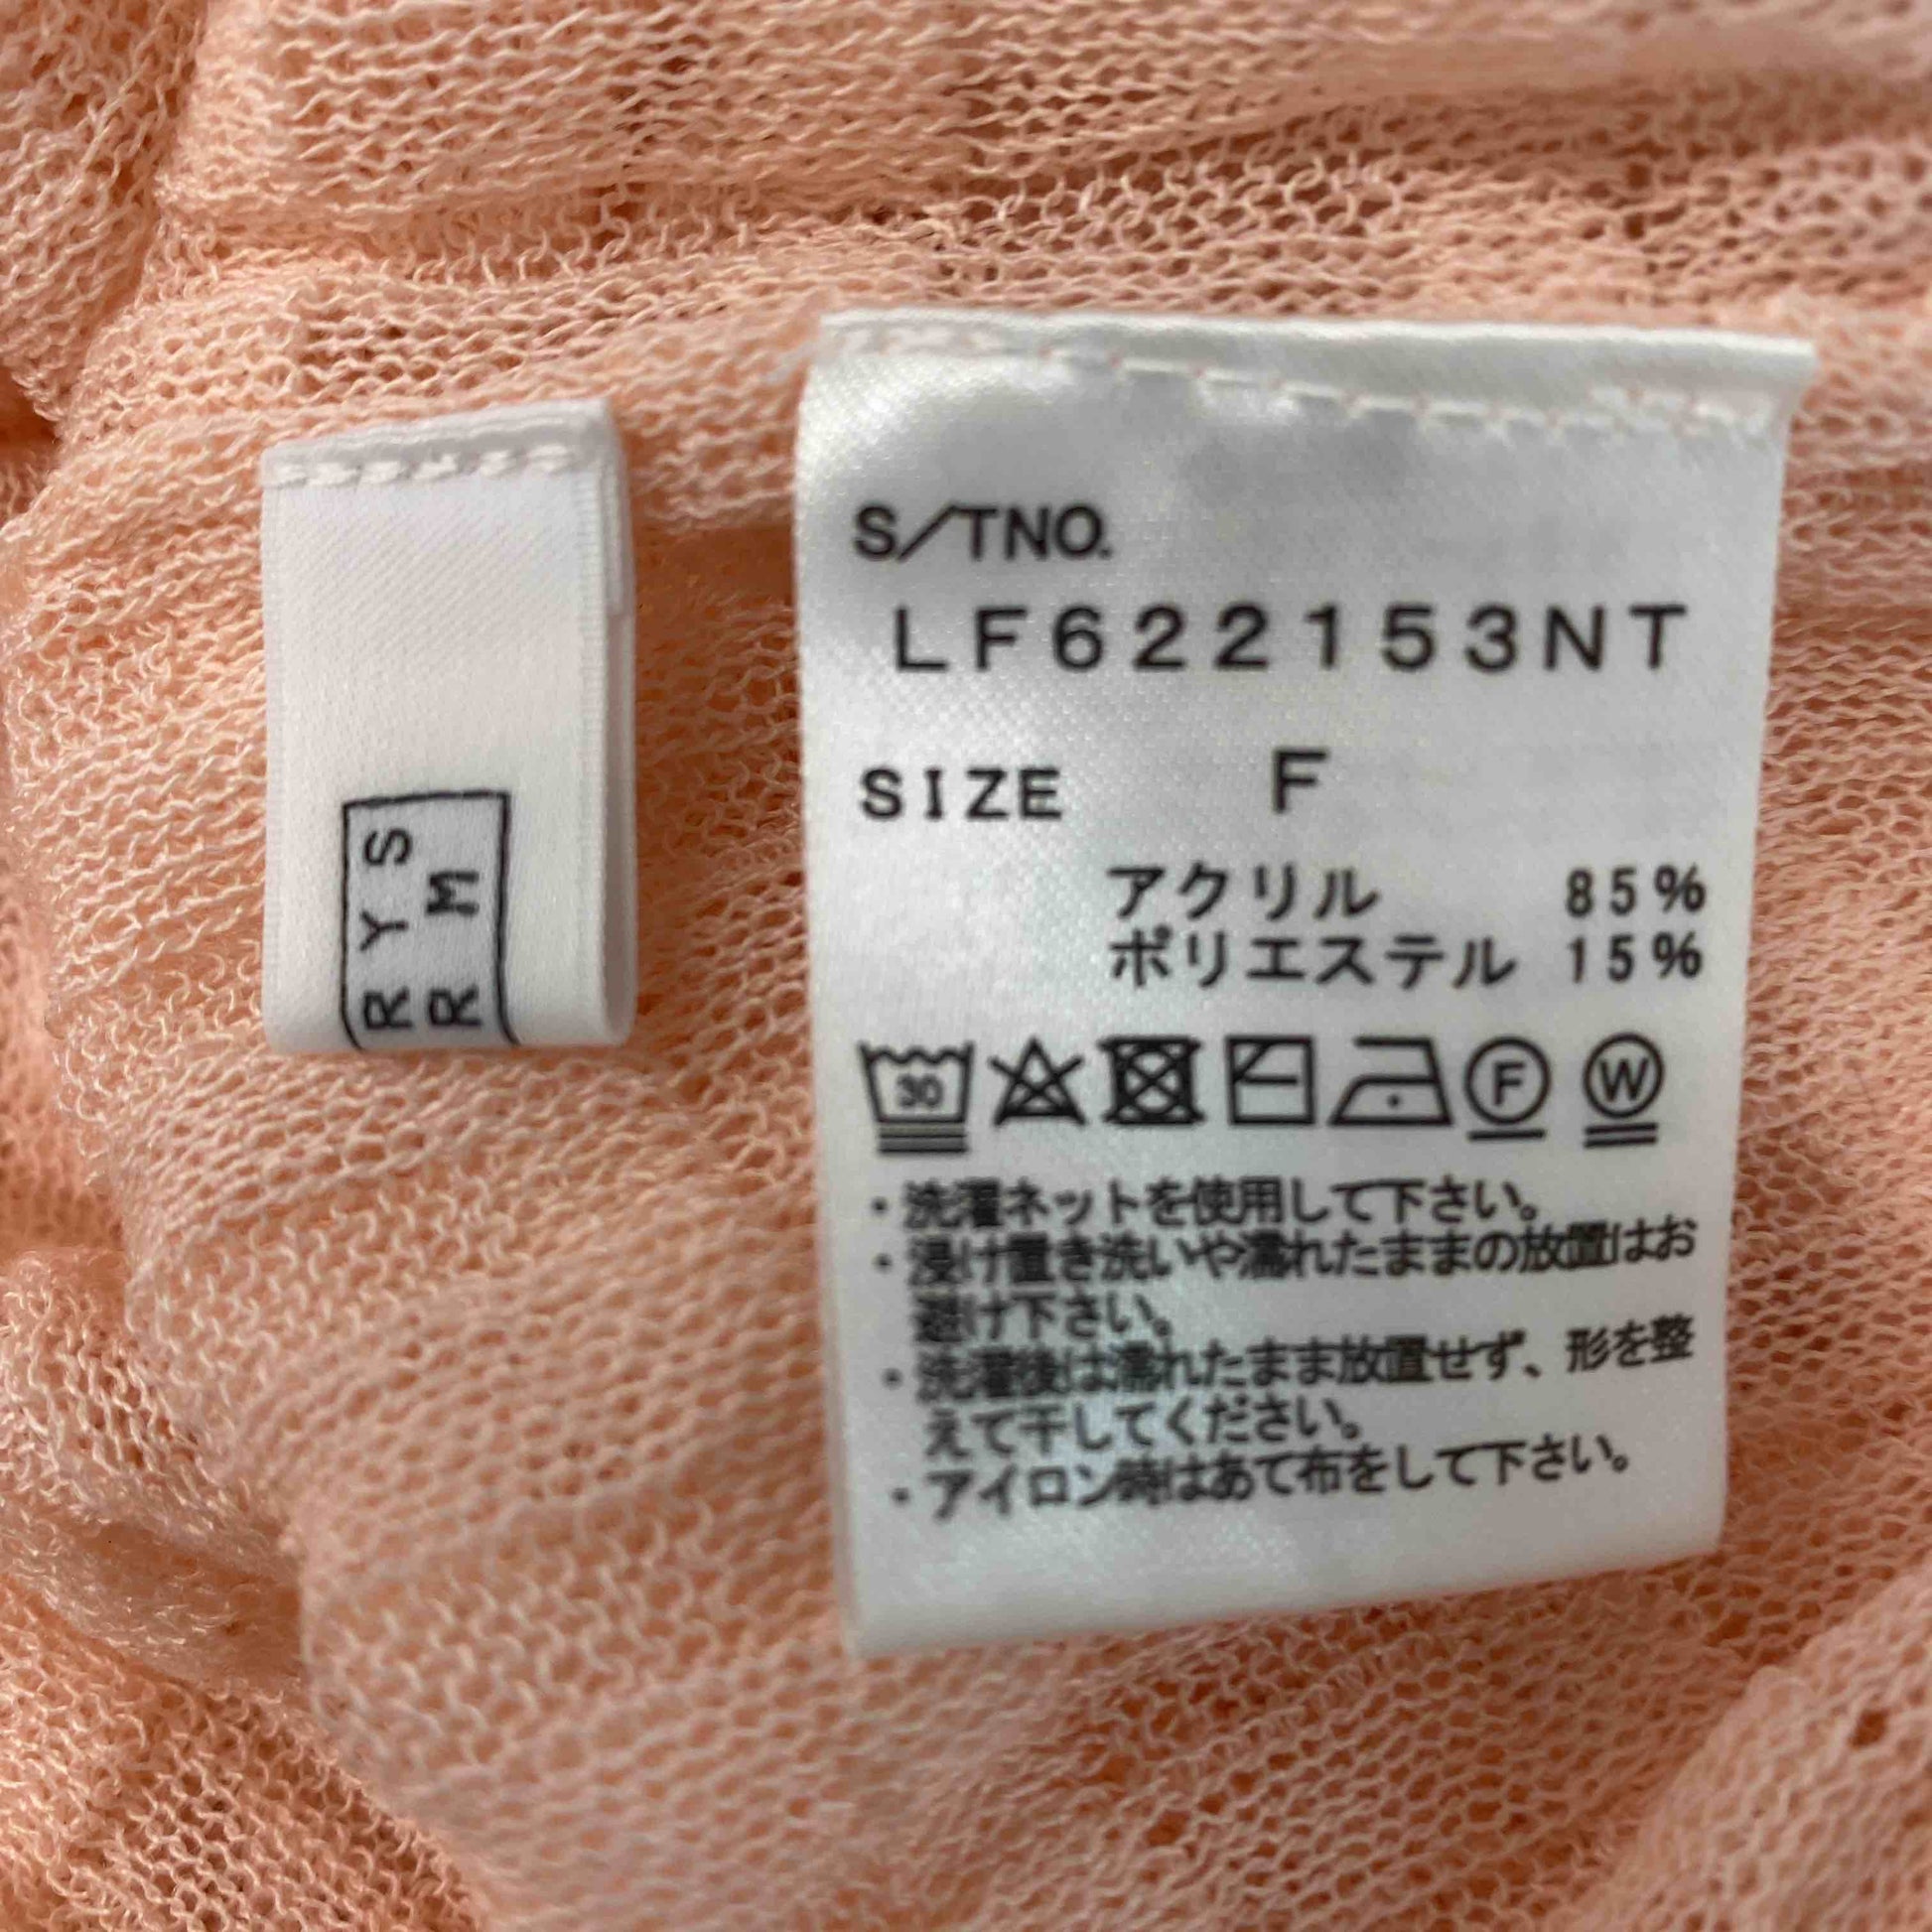 RYS
RM
S/TNO.
LF622153NT
SIZE F
アクリル 85%
ポリエステル 15%
30
F
W
・洗濯ネットを使用して下さい。
・浸け置き洗いや濡れたままの放置はお
避け下さい。
・洗濯後は濡れたまま放置せず、形を整
えて干してください。
・アイロン時はあて布をして下さい。